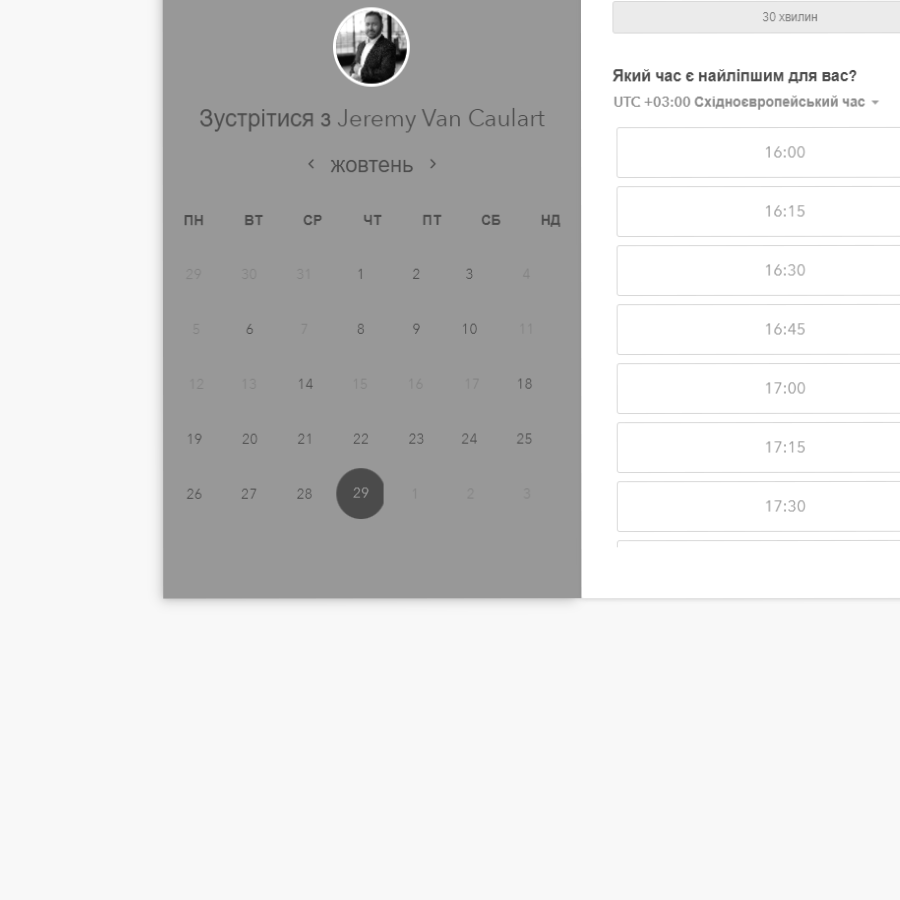 Зустрітися з Jeremy Van Caulart
жовтень
ПН ВТ СР ЧТ ПТ СБ НД
29 30 31 1 2 3 4
5 6 7 8 9 10 11
12 13 14 15 16 17 18
19 20 21 22 23 24 25
26 27 28 29 1 2 3
30 хвилин
Який час є найліпшим для вас?
UTC +03:00 Східноєвропейський час
16:00
16:15
16:30
16:45
17:00
17:15
17:30